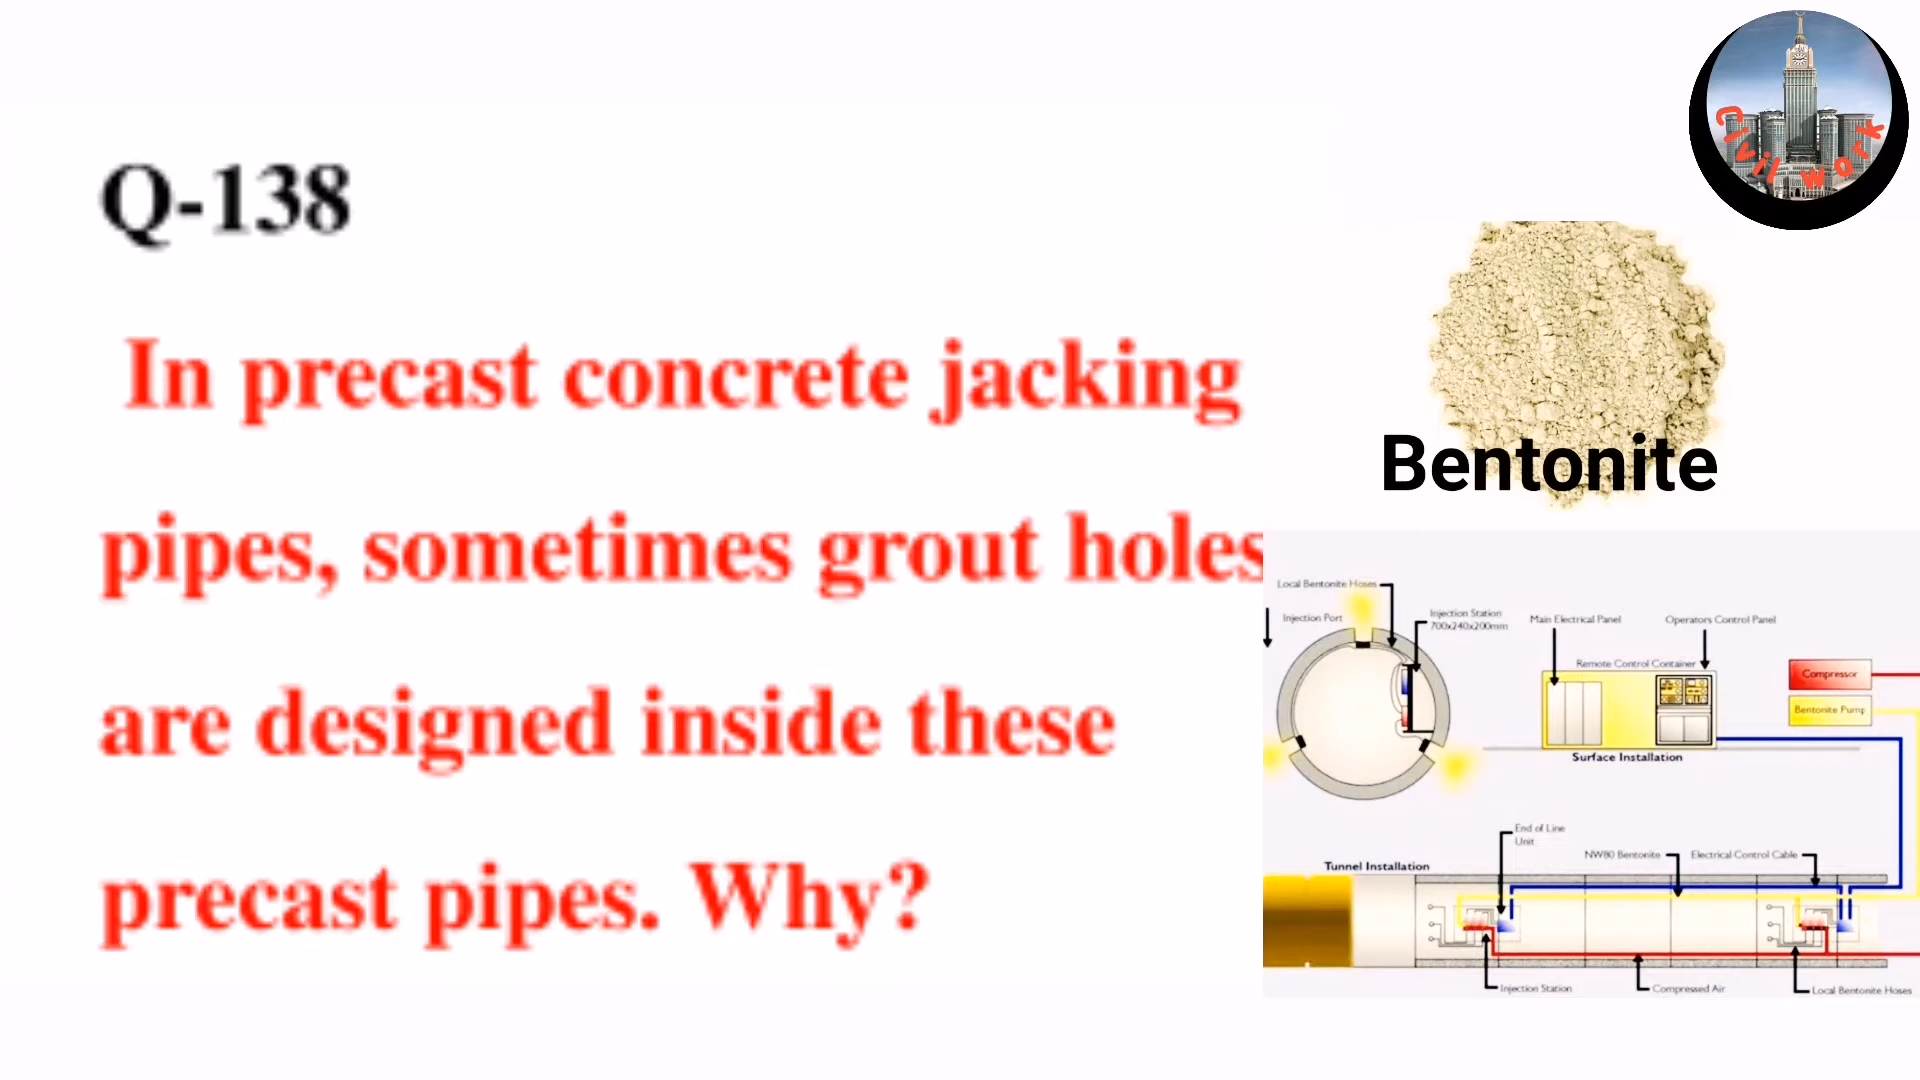 Civil work
Q-138
In precast concrete jacking
pipes, sometimes grout holes
are designed inside these
precast pipes. Why?
Bentonite
Local Bentonite Hoses
Injection Port
Injection Station
700x240x200mm
Main Electrical Panel
Operators Control Panel
Remote Control Container
Compressor
Bentonite Pump
Surface Installation
End of Line
Unit
Tunnel Installation
NW80 Bentonite
Electrical Control Cable
Injection Station
Compressed Air
Local Bentonite Hoses